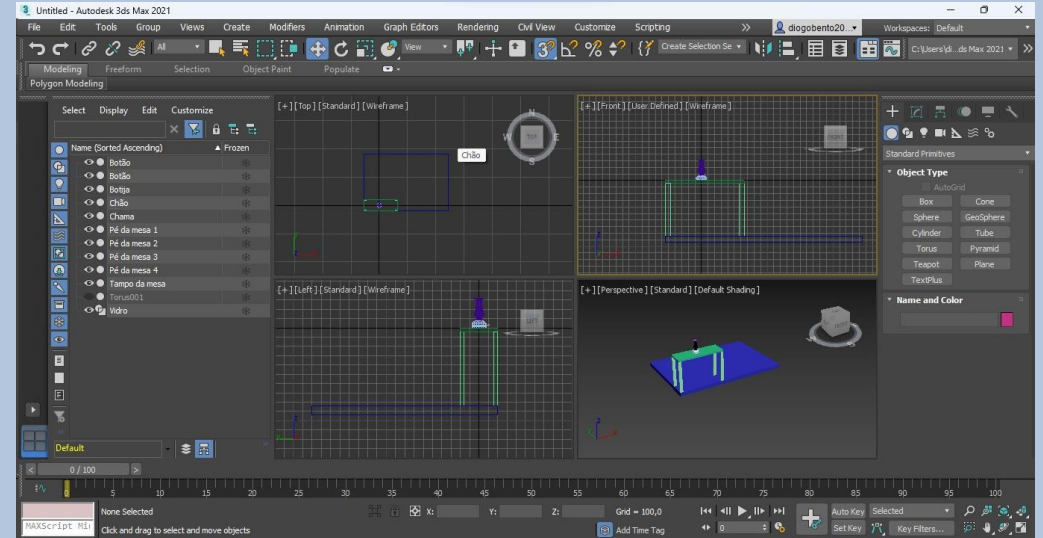 Untitled - Autodesk 3ds Max 2021
File Edit Tools Group Views Create Modifiers Animation Graph Editors Rendering Civil View Customize Scripting diogobento20... Workspaces: Default
All View Create Selection Se C:\Users\di...ds Max 2021
Modeling Freeform Selection Object Paint Populate
Polygon Modeling
Select Display Edit Customize
Name (Sorted Ascending) Frozen
Botão
Botão
Botija
Chão
Chama
Pé da mesa 1
Pé da mesa 2
Pé da mesa 3
Pé da mesa 4
Tampo da mesa
Torus001
Vidro
Default
[+] [Top] [Standard] [Wireframe]
N
W TOP E
S
Chão
[+] [Front] [User Defined] [Wireframe]
FRONT
[+] [Left] [Standard] [Wireframe]
LEFT
[+] [Perspective] [Standard] [Default Shading]
Standard Primitives
Object Type
AutoGrid
Box Cone
Sphere GeoSphere
Cylinder Tube
Torus Pyramid
Teapot Plane
TextPlus
Name and Color
0 / 100
0 5 10 15 20 25 30 35 40 45 50 55 60 65 70 75 80 85 90 95 100
None Selected X: Y: Z: Grid = 100,0 Auto Key Selected
MAXScript Mi Click and drag to select and move objects Add Time Tag 0 Set Key Key Filters...